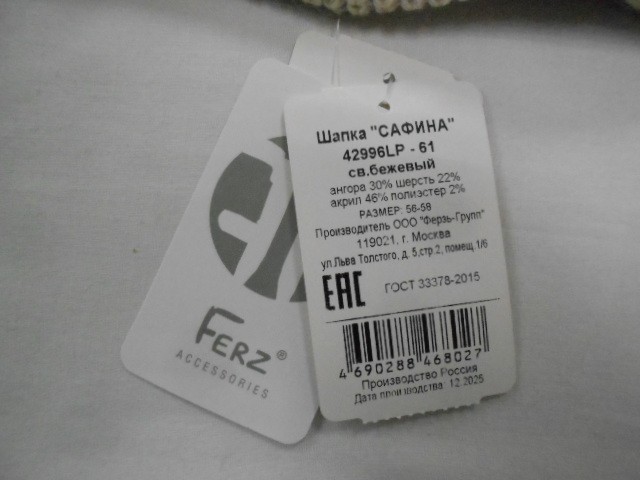 Шапка "САФИНА"
42996LP - 61
св.бежевый
ангора 30% шерсть 22%
акрил 46% полиэстер 2%
РАЗМЕР: 56-58
Производитель ООО "Ферзь-Групп"
119021, г. Москва
ул.Льва Толстого, д. 5,стр.2, помещ 1/6
EAC ГОСТ 33378-2015
4 690288 468027
Производство Россия
Дата производства: 12.2025
FERZ®
ACCESSORIES